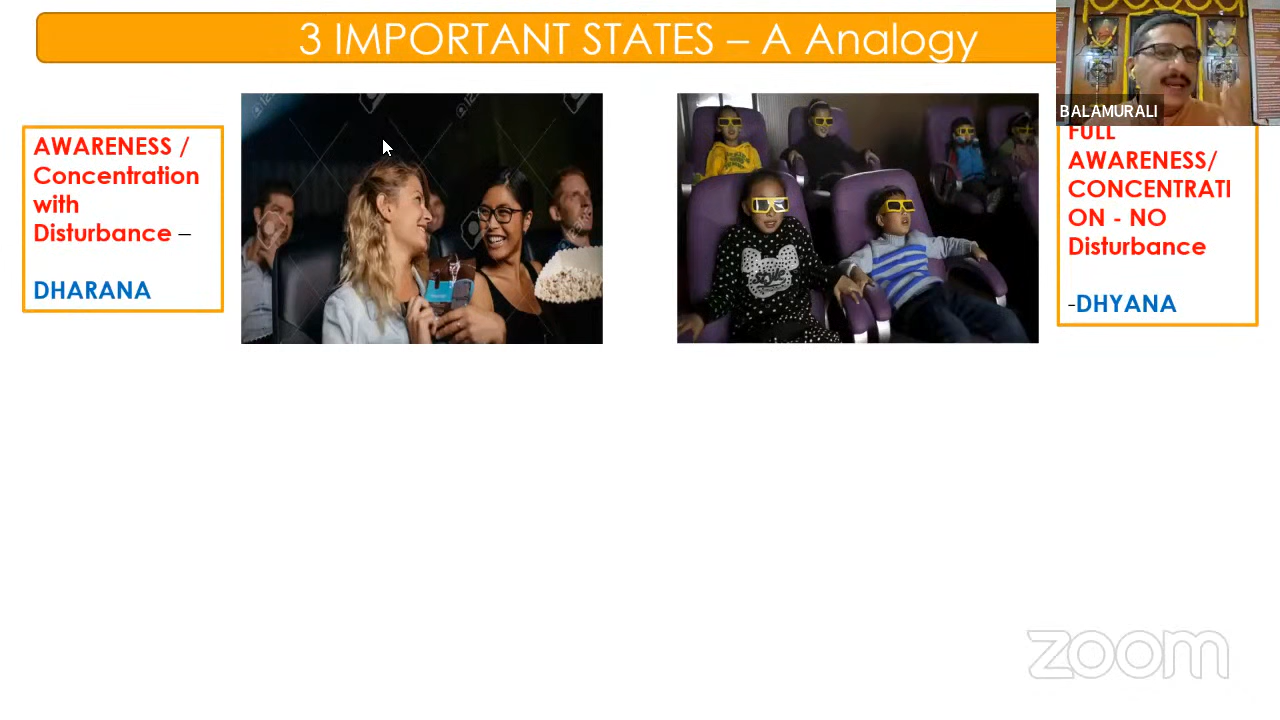 3 IMPORTANT STATES – A Analogy
BALAMURALI
AWARENESS /
Concentration
with
Disturbance –
DHARANA
FULL
AWARENESS/
CONCENTRATI
ON - NO
Disturbance
-DHYANA
zoom